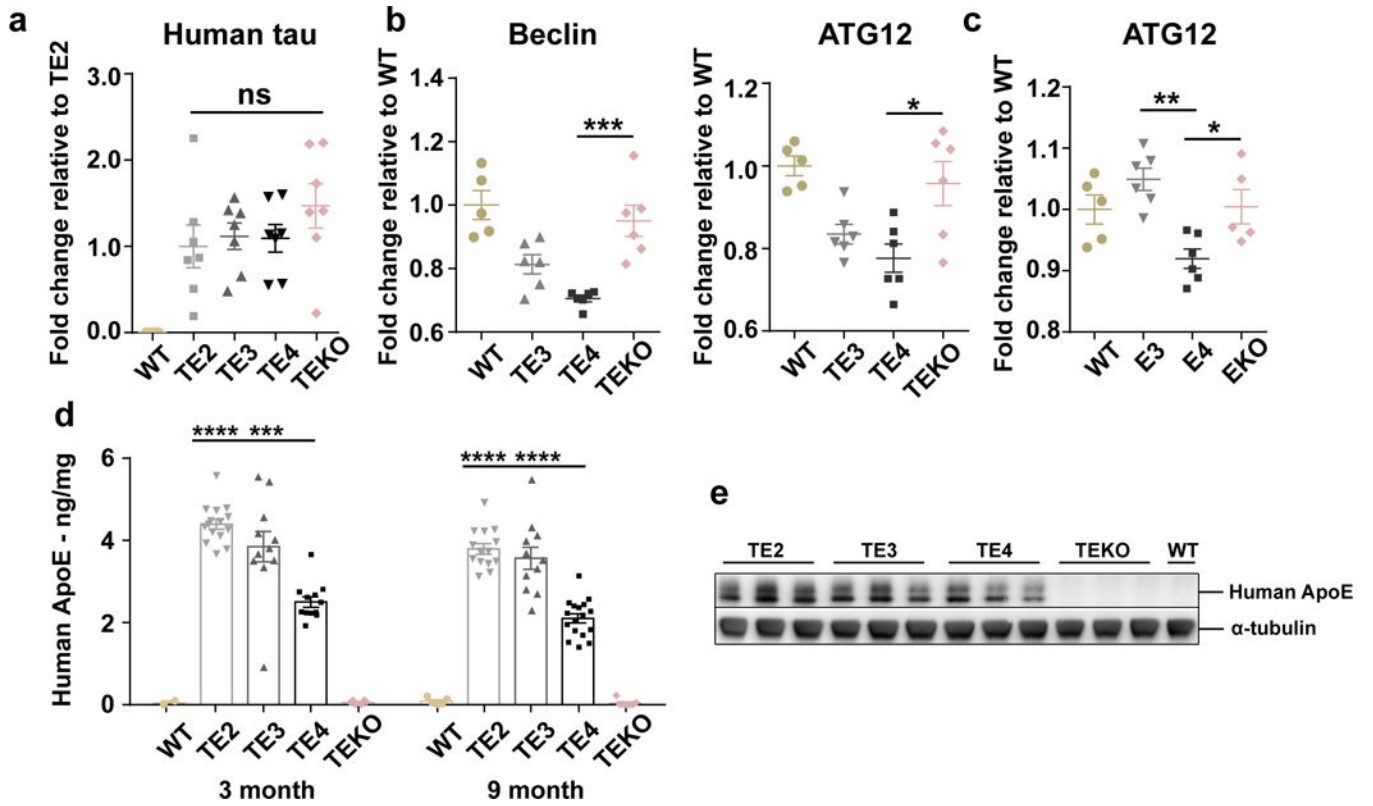 a
Human tau
Fold change relative to TE2
3.0
2.0
1.0
0.0
ns
WT
TE2
TE3
TE4
TEKO
b
Beclin
Fold change relative to WT
1.4
1.2
1.0
0.8
0.6
***
WT
TE3
TE4
TEKO
ATG12
Fold change relative to WT
1.2
1.0
0.8
0.6
*
WT
TE3
TE4
TEKO
c
ATG12
Fold change relative to WT
1.2
1.1
1.0
0.9
0.8
**
*
WT
E3
E4
EKO
d
Human ApoE - ng/mg
6
4
2
0
**** ***
**** ****
WT
TE2
TE3
TE4
TEKO
WT
TE2
TE3
TE4
TEKO
3 month
9 month
e
TE2 TE3 TE4 TEKO WT
Human ApoE
α-tubulin